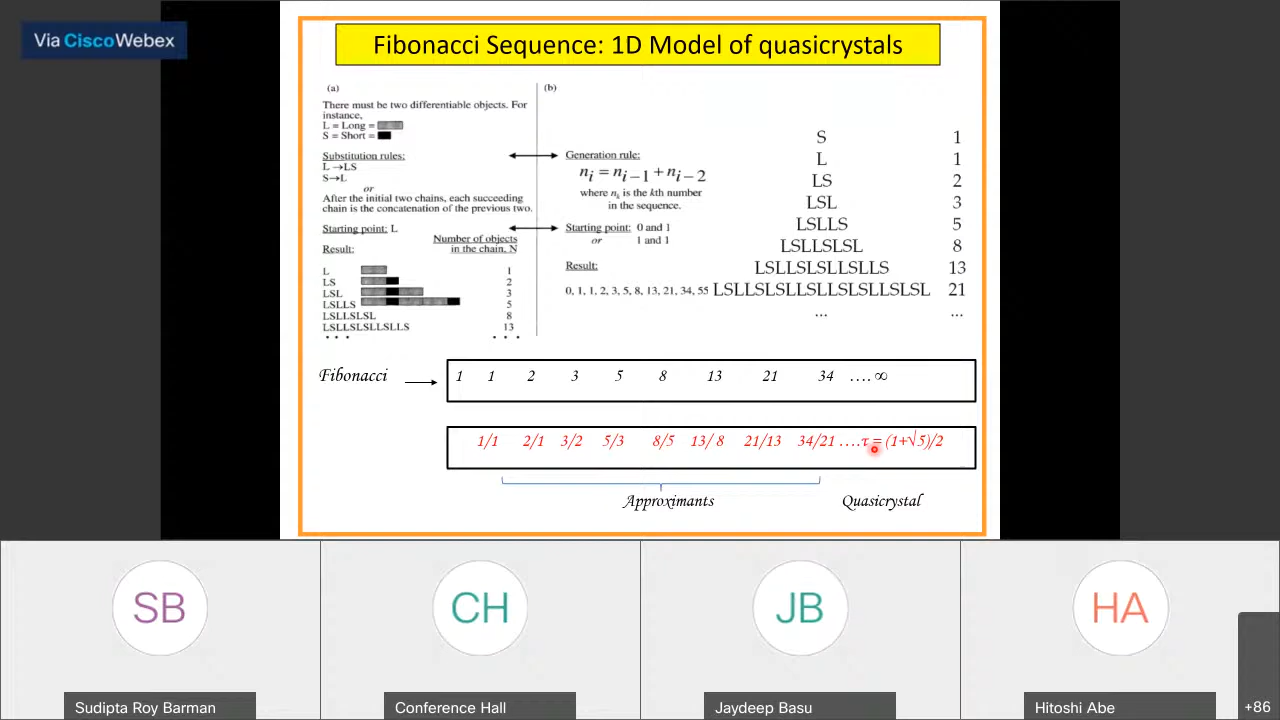 Via Cisco Webex
Fibonacci Sequence: 1D Model of quasicrystals
(a)
There must be two differentiable objects. For
instance,
L = Long =
S = Short =
Substitution rules:
L →LS
S→L
or
After the initial two chains, each succeeding
chain is the concatenation of the previous two.
Starting point: L
Number of objects
Result: in the chain, N
L 1
LS 2
LSL 3
LSLLS 5
LSLLSLSL 8
LSLLSLSLLSLLS 13
. . . . . .
(b)
Generation rule:
nᵢ = nᵢ₋₁ + nᵢ₋₂
where nᵢ is the kth number
in the sequence.
Starting point: 0 and 1
or 1 and 1
Result:
0, 1, 1, 2, 3, 5, 8, 13, 21, 34, 55
S 1
L 1
LS 2
LSL 3
LSLLS 5
LSLLSLSL 8
LSLLSLSLLSLLS 13
LSLLSLSLLSLLSLSLLSLSL 21
... ...
Fibonacci
1 1 2 3 5 8 13 21 34 .... ∞
1/1 2/1 3/2 5/3 8/5 13/ 8 21/13 34/21 ....τ = (1+√5)/2
Approximants Quasicrystal
SB CH JB HA
Sudipta Roy Barman Conference Hall Jaydeep Basu Hitoshi Abe +86